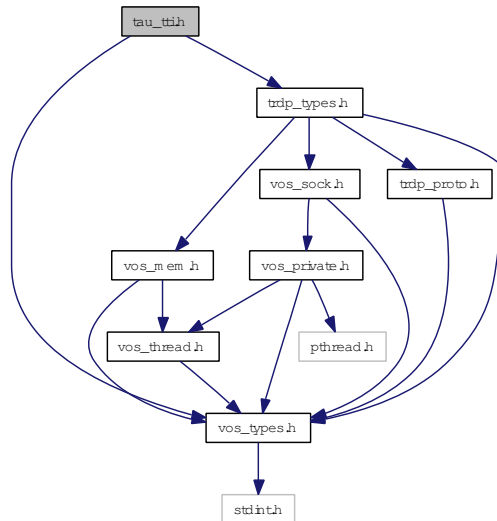 tau_tti.h
trdp_types.h
vos_sock.h
trdp_proto.h
vos_mem.h
vos_private.h
vos_thread.h
pthread.h
vos_types.h
stdint.h